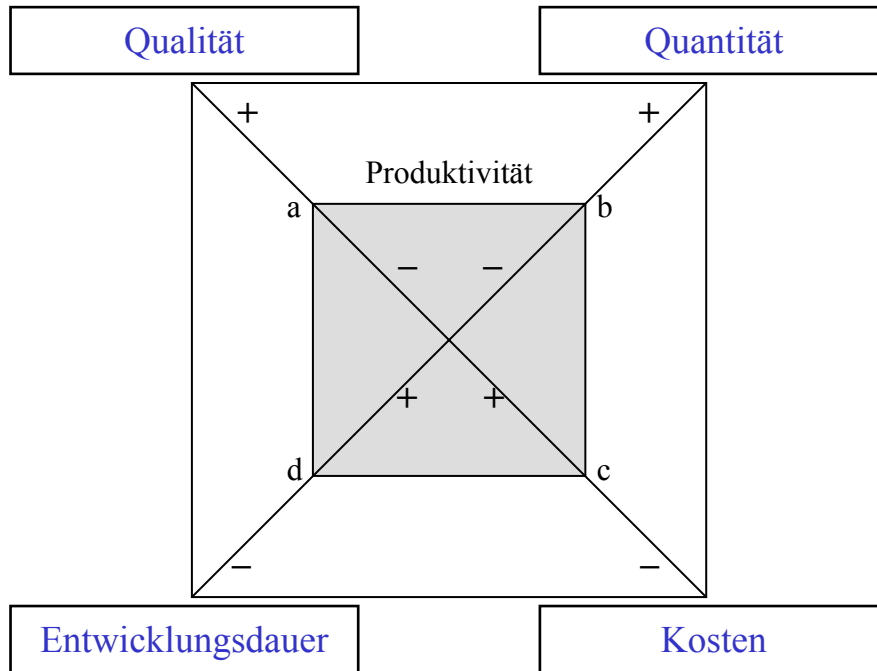 Qualität Quantität
+ +
Produktivität
a b
− −
+ +
d c
− −
Entwicklungsdauer Kosten